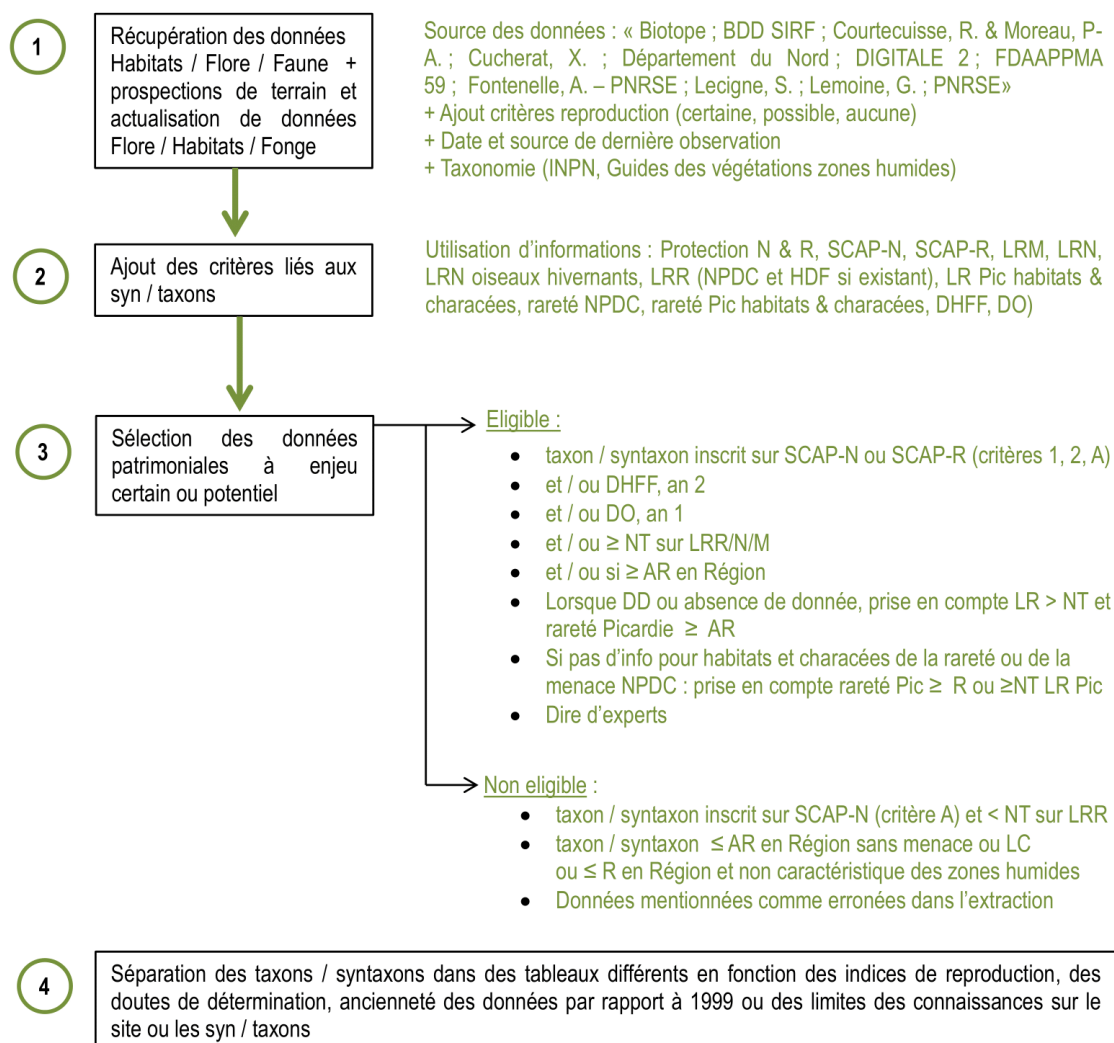 1
Récupération des données
Habitats / Flore / Faune +
prospections de terrain et
actualisation de données
Flore / Habitats / Fonge
Source des données : « Biotope ; BDD SIRF ; Courtecuisse, R. & Moreau, P-
A. ; Cucherat, X. ; Département du Nord ; DIGITALE 2 ; FDAAPPMA
59 ; Fontenelle, A. – PNRSE ; Lecigne, S. ; Lemoine, G. ; PNRSE»
+ Ajout critères reproduction (certaine, possible, aucune)
+ Date et source de dernière observation
+ Taxonomie (INPN, Guides des végétations zones humides)
2
Ajout des critères liés aux
syn / taxons
Utilisation d’informations : Protection N & R, SCAP-N, SCAP-R, LRM, LRN,
LRN oiseaux hivernants, LRR (NPDC et HDF si existant), LR Pic habitats &
characées, rareté NPDC, rareté Pic habitats & characées, DHFF, DO)
3
Sélection des données
patrimoniales à enjeu
certain ou potentiel
Eligible :
• taxon / syntaxon inscrit sur SCAP-N ou SCAP-R (critères 1, 2, A)
• et / ou DHFF, an 2
• et / ou DO, an 1
• et / ou ≥ NT sur LRR/N/M
• et / ou si ≥ AR en Région
• Lorsque DD ou absence de donnée, prise en compte LR > NT et
rareté Picardie ≥ AR
• Si pas d’info pour habitats et characées de la rareté ou de la
menace NPDC : prise en compte rareté Pic ≥ R ou ≥NT LR Pic
• Dire d’experts
Non eligible :
• taxon / syntaxon inscrit sur SCAP-N (critère A) et < NT sur LRR
• taxon / syntaxon ≤ AR en Région sans menace ou LC
ou ≤ R en Région et non caractéristique des zones humides
• Données mentionnées comme erronées dans l’extraction
4
Séparation des taxons / syntaxons dans des tableaux différents en fonction des indices de reproduction, des
doutes de détermination, ancienneté des données par rapport à 1999 ou des limites des connaissances sur le
site ou les syn / taxons